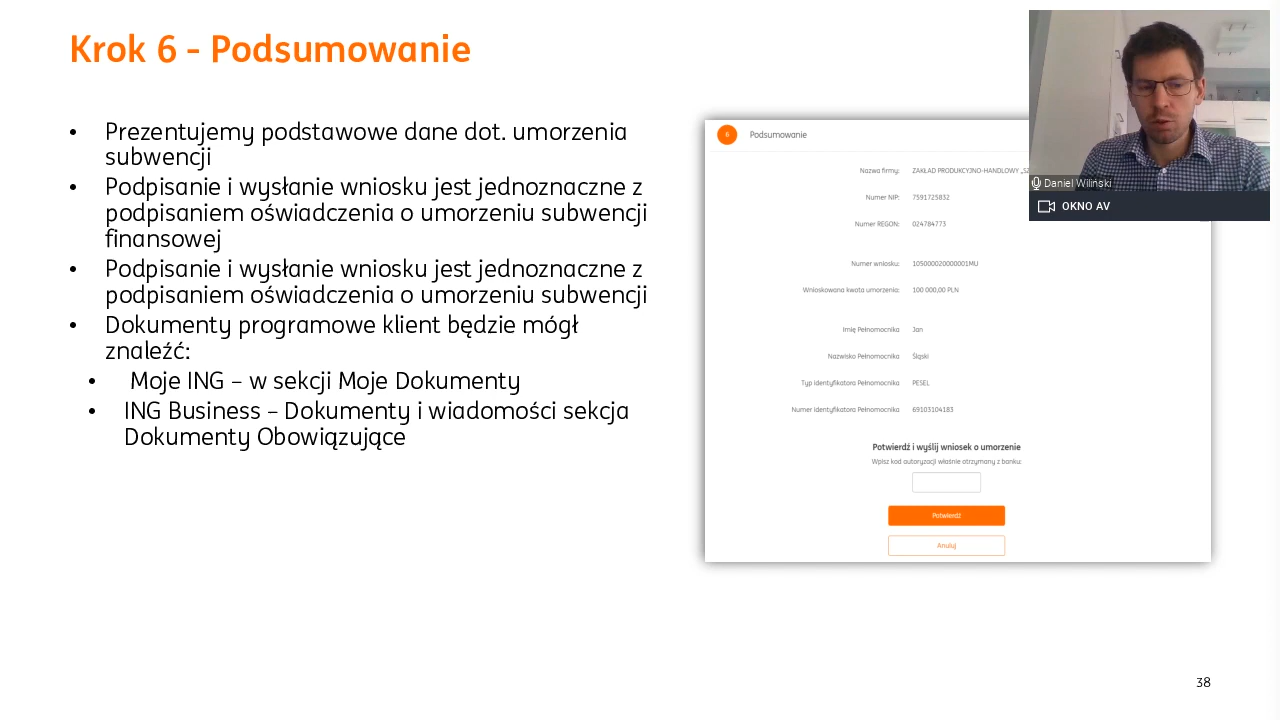 Krok 6 - Podsumowanie
• Prezentujemy podstawowe dane dot. umorzenia
subwencji
• Podpisanie i wysłanie wniosku jest jednoznaczne z
podpisaniem oświadczenia o umorzeniu subwencji
finansowej
• Podpisanie i wysłanie wniosku jest jednoznaczne z
podpisaniem oświadczenia o umorzeniu subwencji
• Dokumenty programowe klient będzie mógł
znaleźć:
• Moje ING – w sekcji Moje Dokumenty
• ING Business – Dokumenty i wiadomości sekcja
Dokumenty Obowiązujące
6 Podsumowanie
Nazwa firmy: ZAKŁAD PRODUKCYJNO-HANDLOWY „SZ
Numer NIP: 7591725832
Numer REGON: 024784773
Numer wniosku: 105000020000001MU
Wnioskowana kwota umorzenia: 100 000,00 PLN
Imię Pełnomocnika Jan
Nazwisko Pełnomocnika Śląski
Typ identyfikatora Pełnomocnika PESEL
Numer identyfikatora Pełnomocnika 69103104183
Potwierdź i wyślij wniosek o umorzenie
Wpisz kod autoryzacji właśnie otrzymany z banku:
Potwierdź
Anuluj
Daniel Wiliński
OKNO AV
38